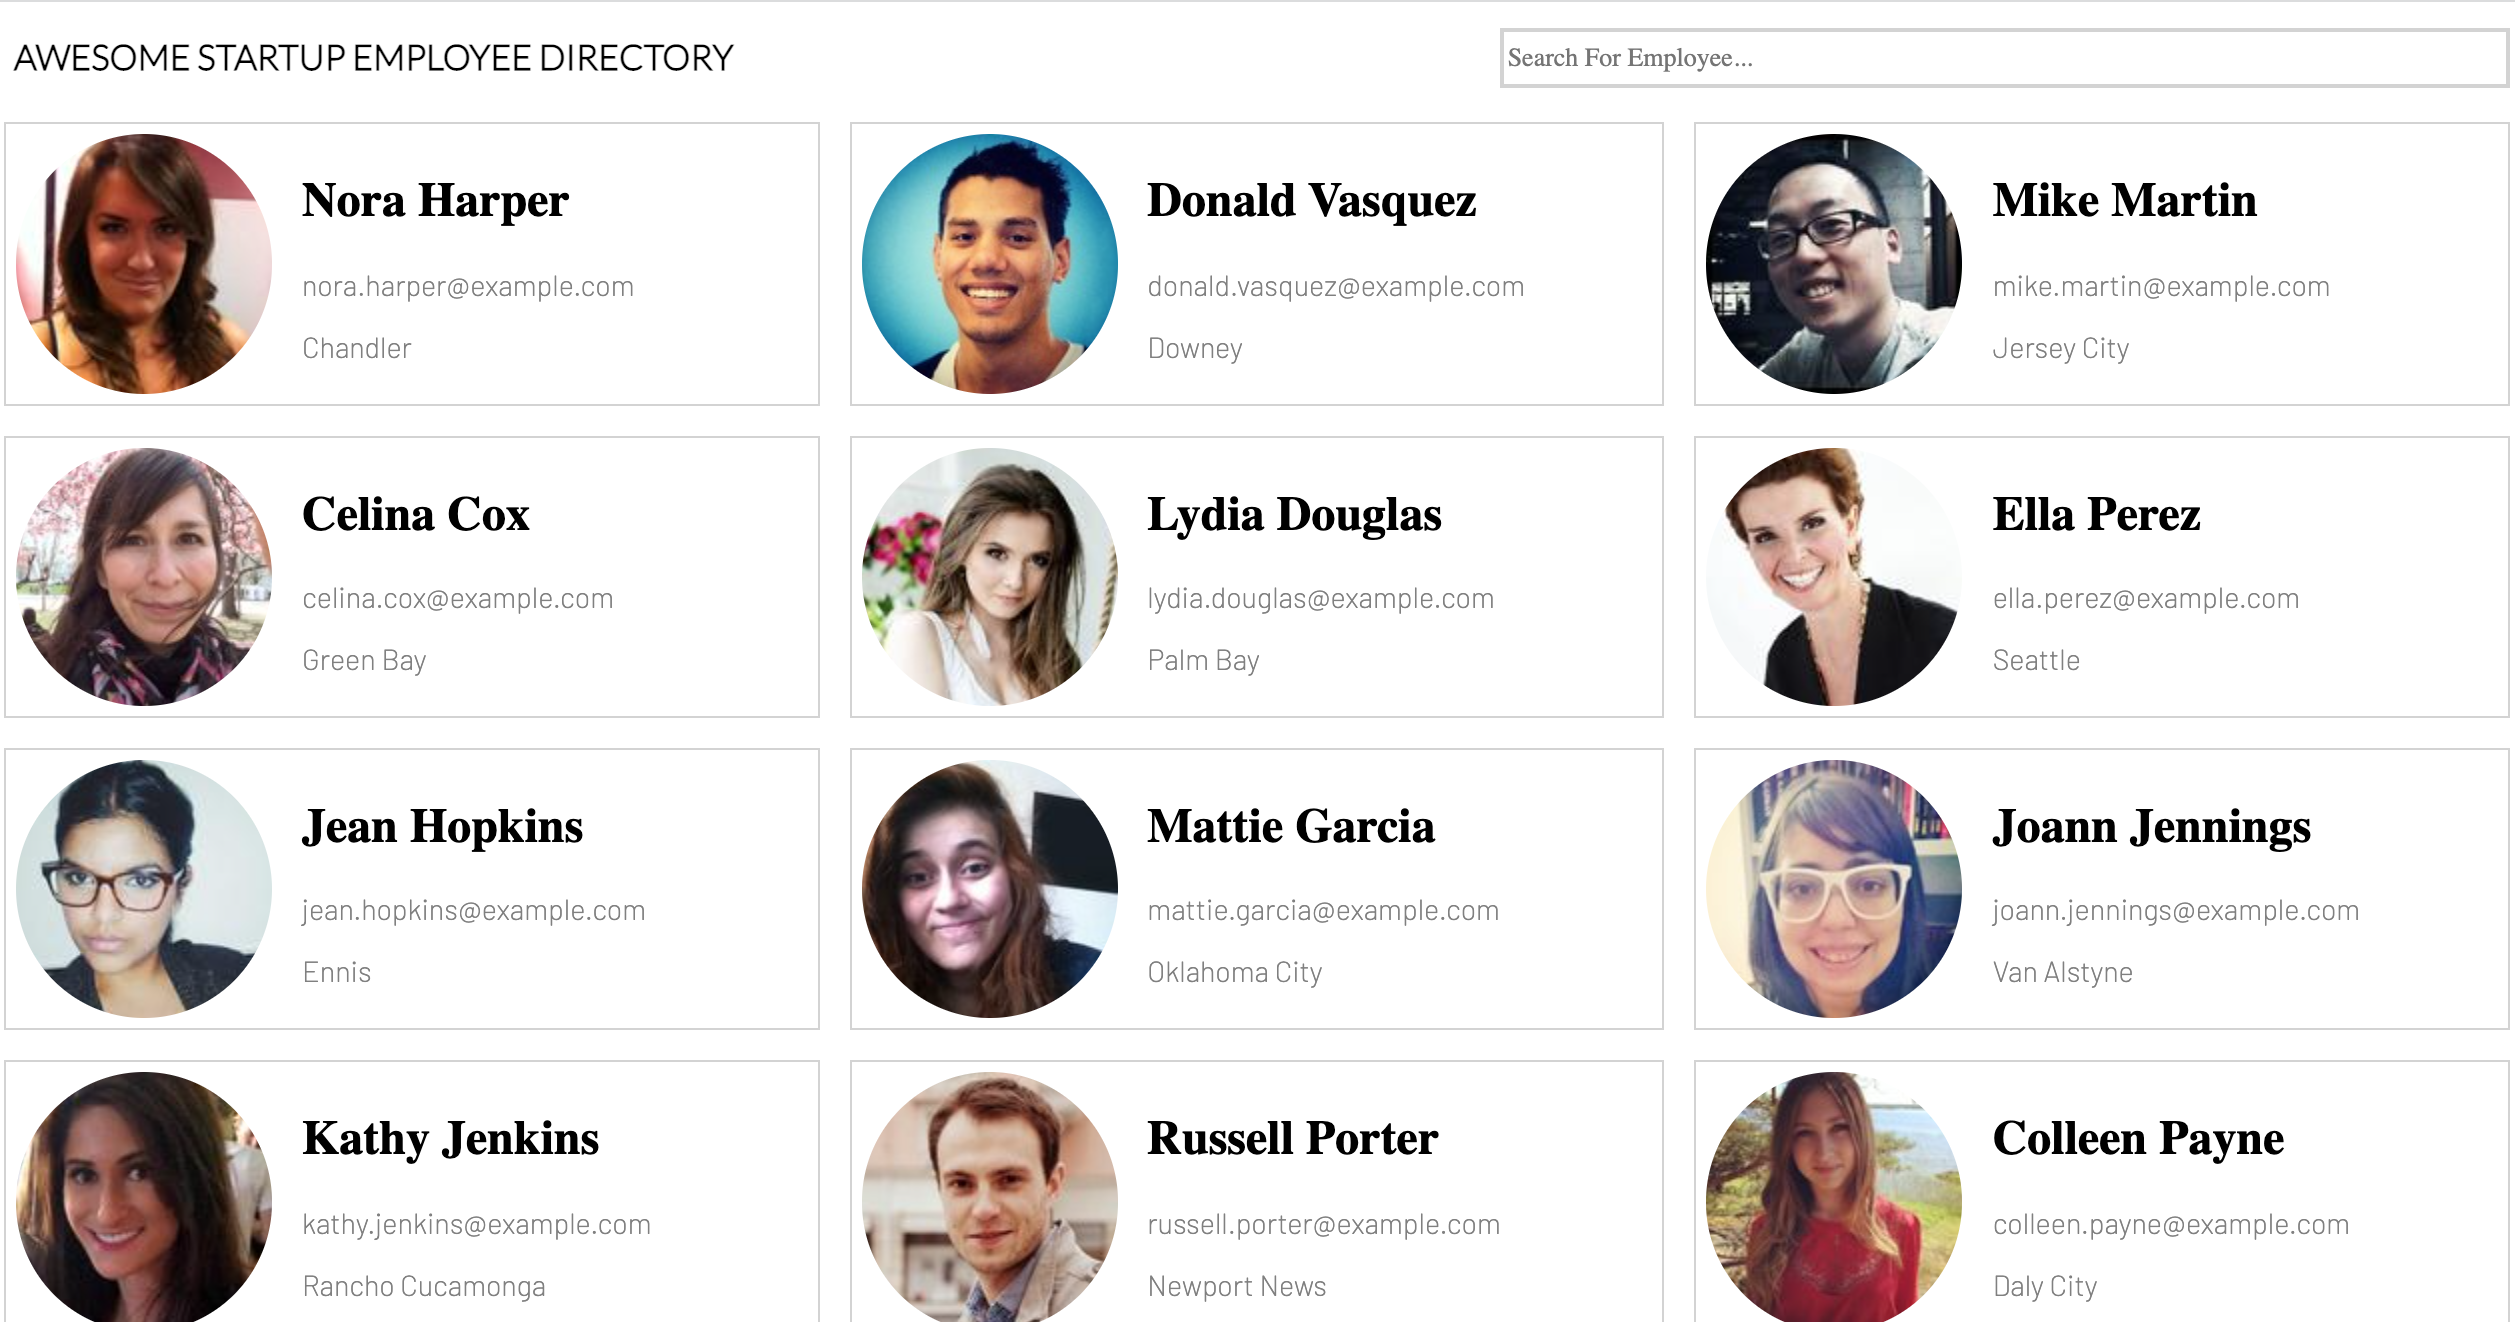 AWESOME STARTUP EMPLOYEE DIRECTORY
Search For Employee...
Nora Harper
nora.harper@example.com
Chandler
Donald Vasquez
donald.vasquez@example.com
Downey
Mike Martin
mike.martin@example.com
Jersey City
Celina Cox
celina.cox@example.com
Green Bay
Lydia Douglas
lydia.douglas@example.com
Palm Bay
Ella Perez
ella.perez@example.com
Seattle
Jean Hopkins
jean.hopkins@example.com
Ennis
Mattie Garcia
mattie.garcia@example.com
Oklahoma City
Joann Jennings
joann.jennings@example.com
Van Alstyne
Kathy Jenkins
kathy.jenkins@example.com
Rancho Cucamonga
Russell Porter
russell.porter@example.com
Newport News
Colleen Payne
colleen.payne@example.com
Daly City